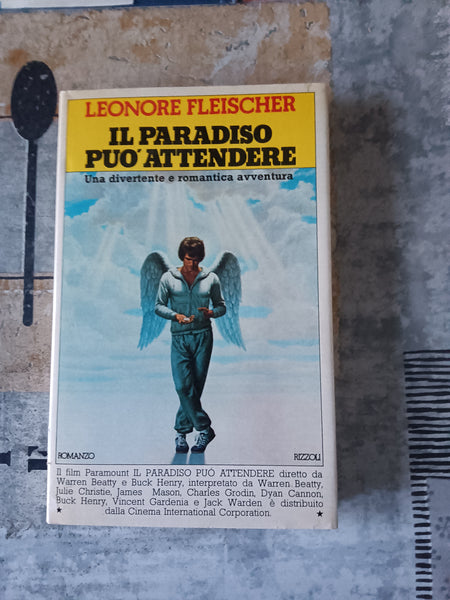 LEONORE FLEISCHER
IL PARADISO
PUO' ATTENDERE
Una divertente e romantica avventura
ROMANZO
RIZZOLI
Il film Paramount IL PARADISO PUÒ ATTENDERE diretto da
Warren Beatty e Buck Henry, interpretato da Warren Beatty,
Julie Christie, James Mason, Charles Grodin, Dyan Cannon,
Buck Henry, Vincent Gardenia e Jack Warden è distribuito
dalla Cinema International Corporation.